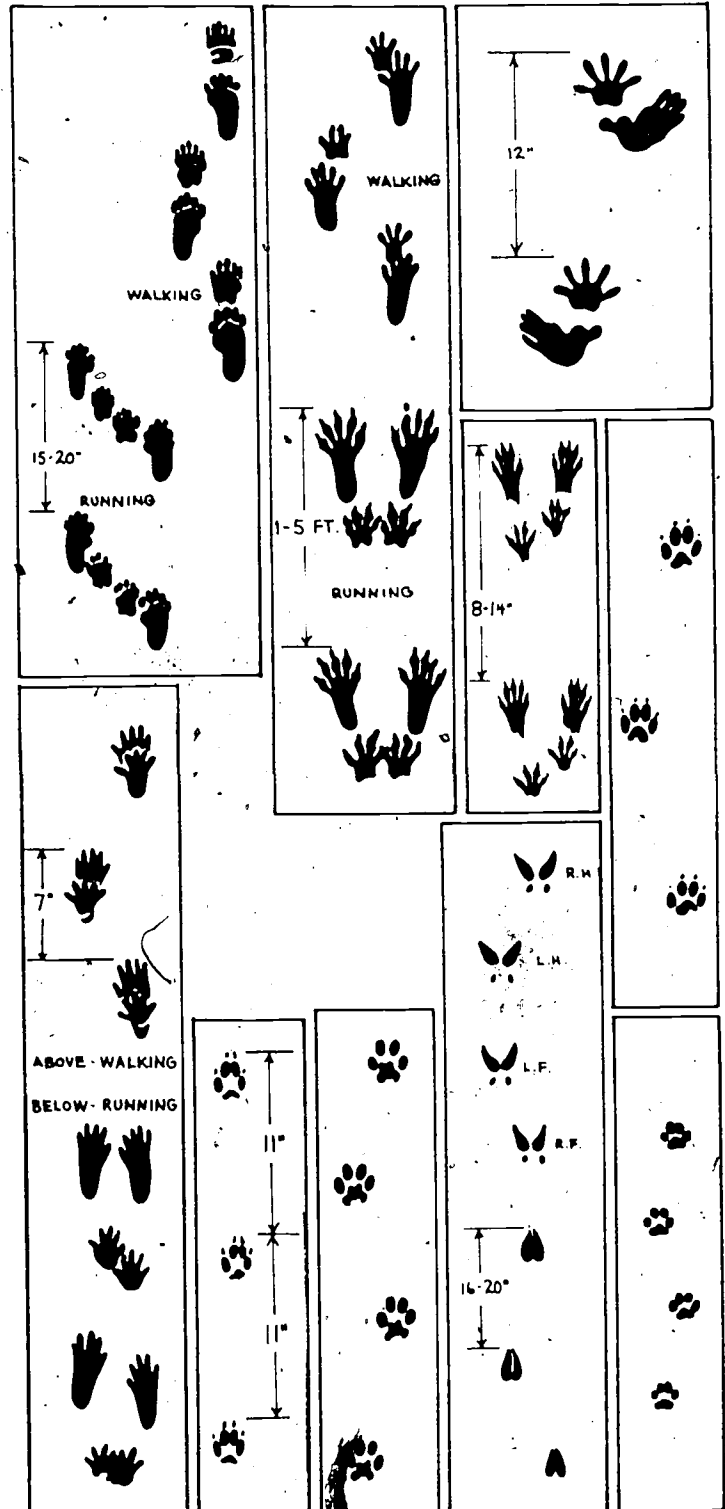 WALKING
15-20"
RUNNING
WALKING
1-5 FT.
RUNNING
12"
8-14"
7"
ABOVE-WALKING
BELOW-RUNNING
11"
11"
R.H
L.H.
L.F.
R.F.
16-20"